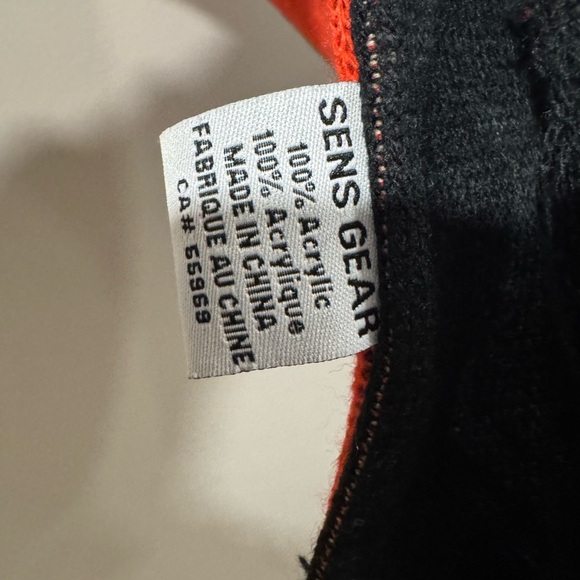 SENS GEAR
100% Acrylic
100% Acrylique
MADE IN CHINA
FABRIQUE AU CHINE
CA# 55969